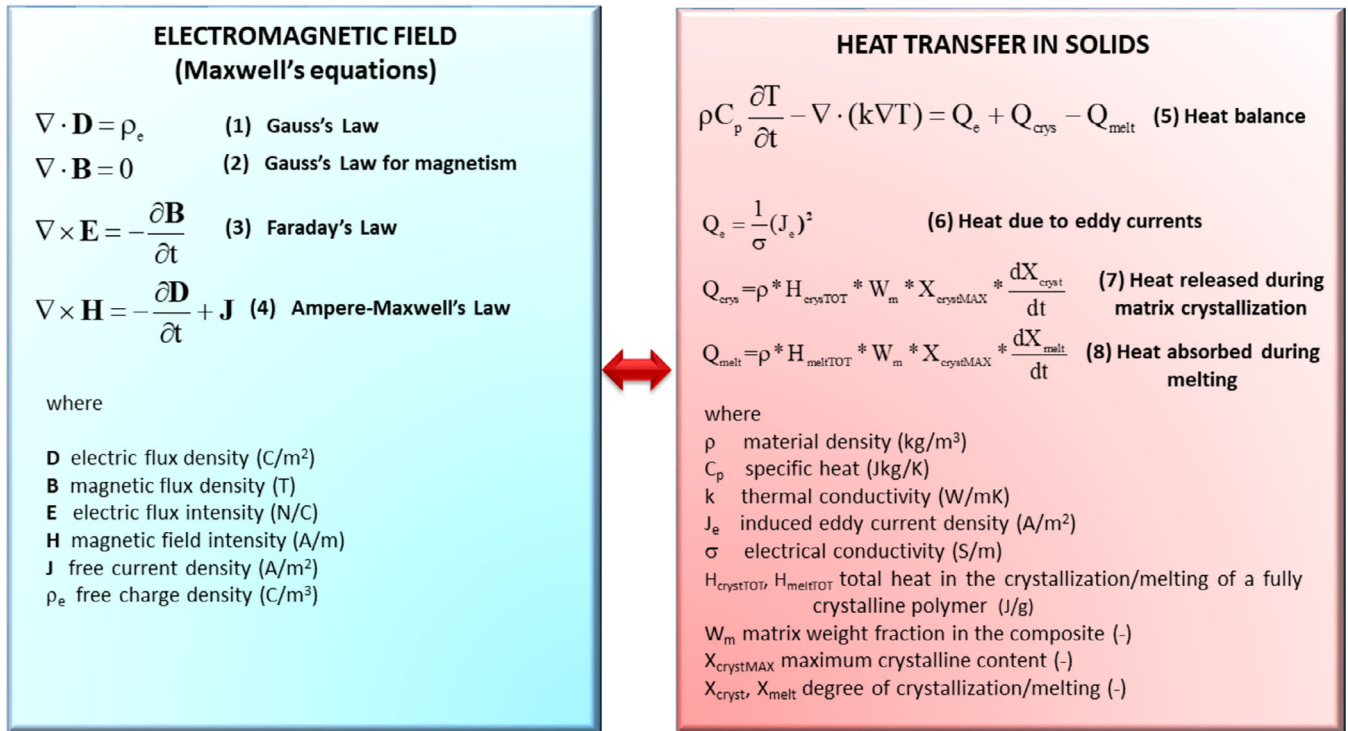 ELECTROMAGNETIC FIELD
(Maxwell's equations)
∇ · D = ρe (1) Gauss's Law
∇ · B = 0 (2) Gauss's Law for magnetism
∇ × E = −∂B/∂t (3) Faraday's Law
∇ × H = −∂D/∂t + J (4) Ampere-Maxwell's Law
where
D electric flux density (C/m²)
B magnetic flux density (T)
E electric flux intensity (N/C)
H magnetic field intensity (A/m)
J free current density (A/m²)
ρe free charge density (C/m³)
HEAT TRANSFER IN SOLIDS
ρCp ∂T/∂t − ∇ · (k∇T) = Qe + Qcrys − Qmelt (5) Heat balance
Qe = 1/σ (Je)² (6) Heat due to eddy currents
Qcrys=ρ* HcrysTOT * Wm * XcrystMAX * dXcryst/dt (7) Heat released during
matrix crystallization
Qmelt=ρ* HmeltTOT * Wm * XcrystMAX * dXmelt/dt (8) Heat absorbed during
melting
where
ρ material density (kg/m³)
Cp specific heat (Jkg/K)
k thermal conductivity (W/mK)
Je induced eddy current density (A/m²)
σ electrical conductivity (S/m)
HcrystTOT, HmeltTOT total heat in the crystallization/melting of a fully
crystalline polymer (J/g)
Wm matrix weight fraction in the composite (-)
XcrystMAX maximum crystalline content (-)
Xcryst, Xmelt degree of crystallization/melting (-)